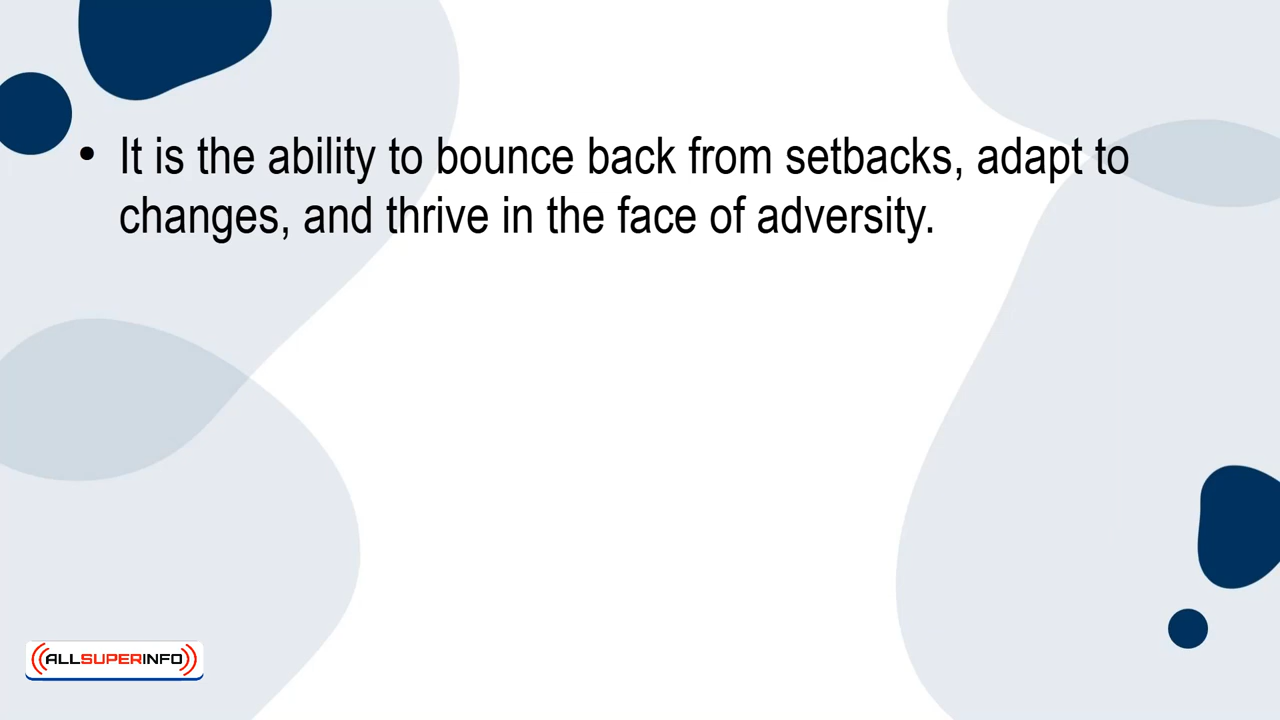 • It is the ability to bounce back from setbacks, adapt to
changes, and thrive in the face of adversity.
ALLSUPERINFO